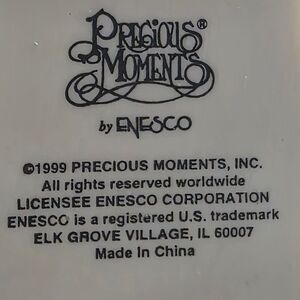 PRECIOUS®
MOMENTS
by ENESCO
©1999 PRECIOUS MOMENTS, INC.
All rights reserved worldwide
LICENSEE ENESCO CORPORATION
ENESCO is a registered U.S. trademark
ELK GROVE VILLAGE, IL 60007
Made In China